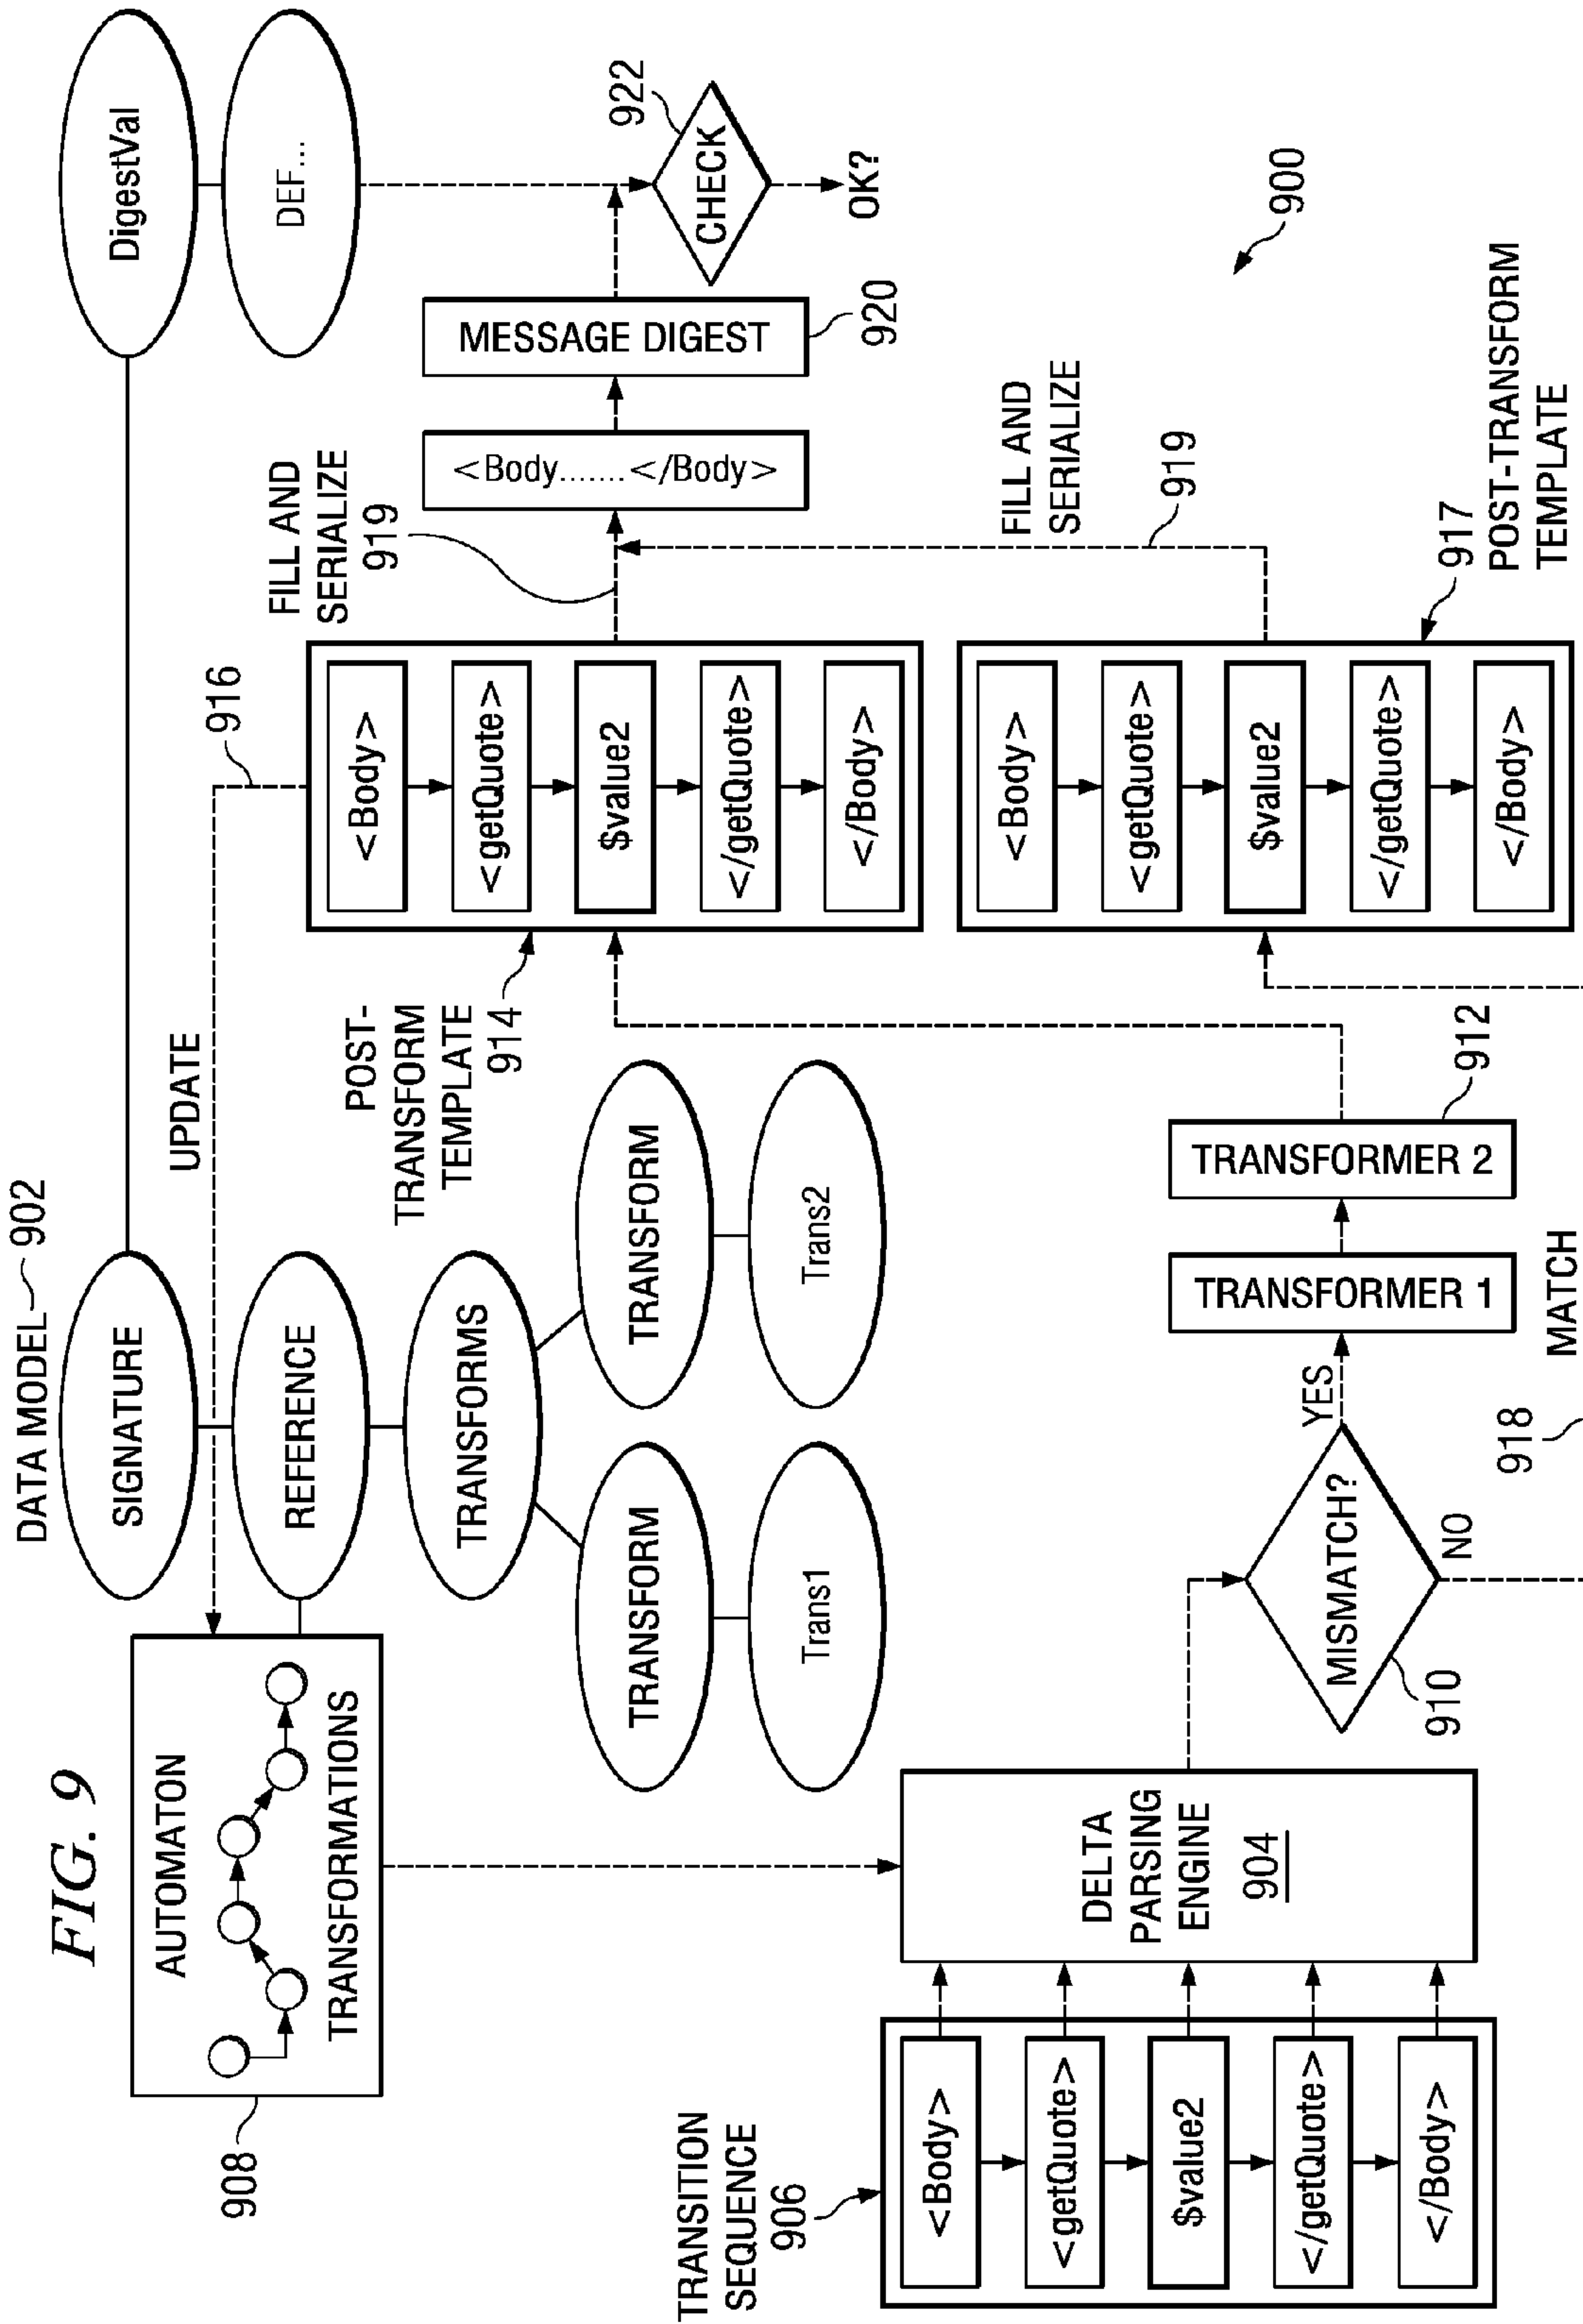 FIG. 9
DATA MODEL 902
AUTOMATON
TRANSFORMATIONS
908
SIGNATURE
REFERENCE
TRANSFORMS
TRANSFORM
Trans1
TRANSFORM
Trans2
UPDATE
916
DigestVal
DEF...
TRANSITION
SEQUENCE
906
<Body>
<getQuote>
$value2
</getQuote>
</Body>
DELTA
PARSING
ENGINE
904
MISMATCH?
910
YES
NO
918
MATCH
TRANSFORMER 1
TRANSFORMER 2
912
POST-
TRANSFORM
TEMPLATE
914
<Body>
<getQuote>
$value2
</getQuote>
</Body>
FILL AND
SERIALIZE
919
<Body.......</Body>
MESSAGE DIGEST
920
CHECK
922
OK?
<Body>
<getQuote>
$value2
</getQuote>
</Body>
917
POST-TRANSFORM
TEMPLATE
FILL AND
SERIALIZE
919
900